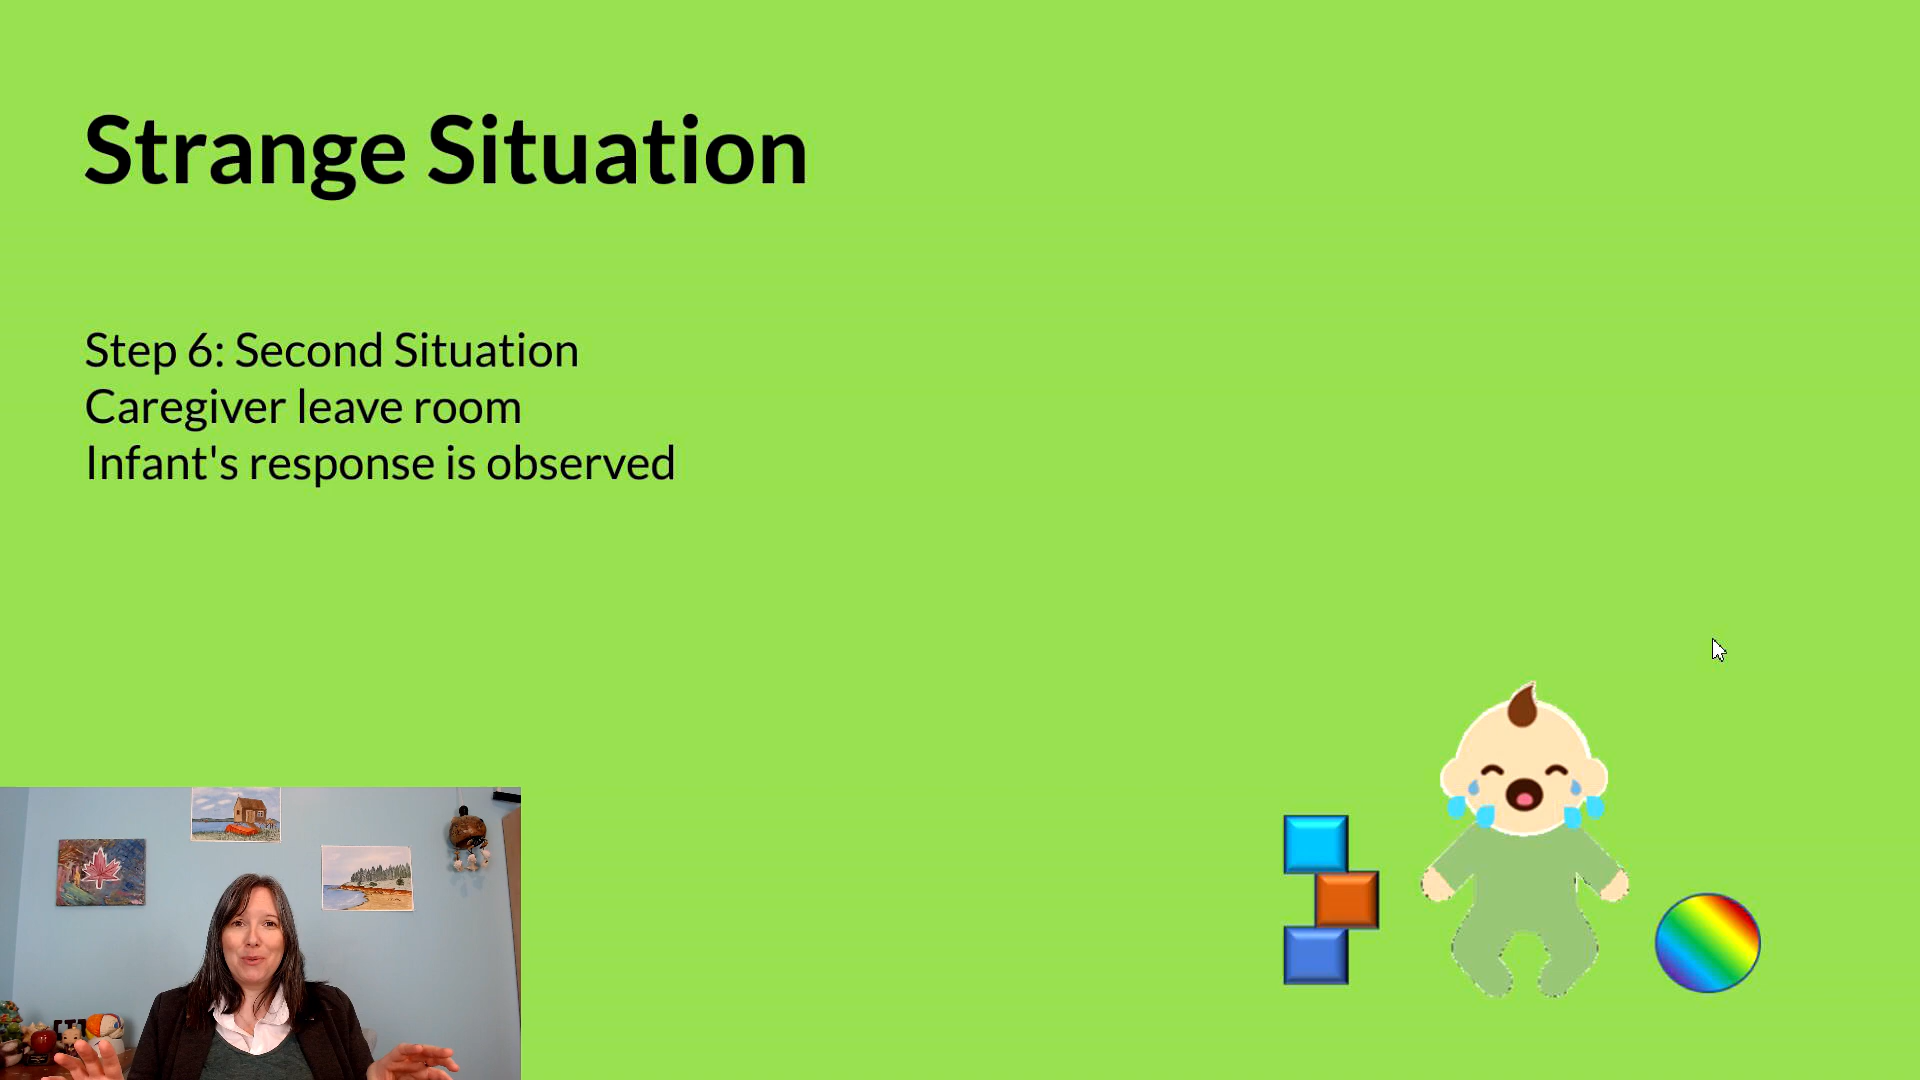 Strange Situation
Step 6: Second Situation
Caregiver leave room
Infant's response is observed